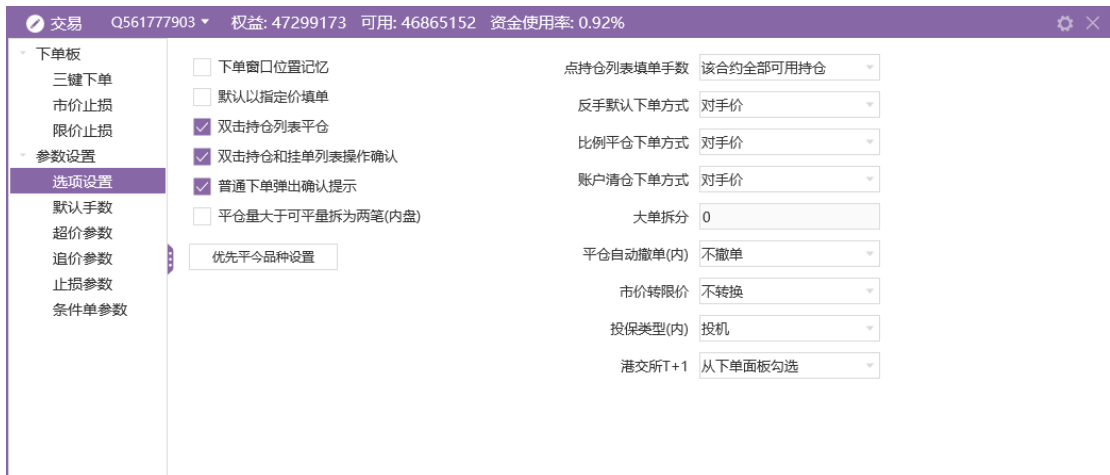 交易 Q561777903 权益: 47299173 可用: 46865152 资金使用率: 0.92%
下单板
三键下单
市价止损
限价止损
参数设置
选项设置
默认手数
超价参数
追价参数
止损参数
条件单参数
下单窗口位置记忆
默认以指定价填单
双击持仓列表平仓
双击持仓和挂单列表操作确认
普通下单弹出确认提示
平仓量大于可平量拆为两笔(内盘)
优先平今品种设置
点持仓列表填单手数 该合约全部可用持仓
反手默认下单方式 对手价
比例平仓下单方式 对手价
账户清仓下单方式 对手价
大单拆分 0
平仓自动撤单(内) 不撤单
市价转限价 不转换
投保类型(内) 投机
港交所T+1 从下单面板勾选